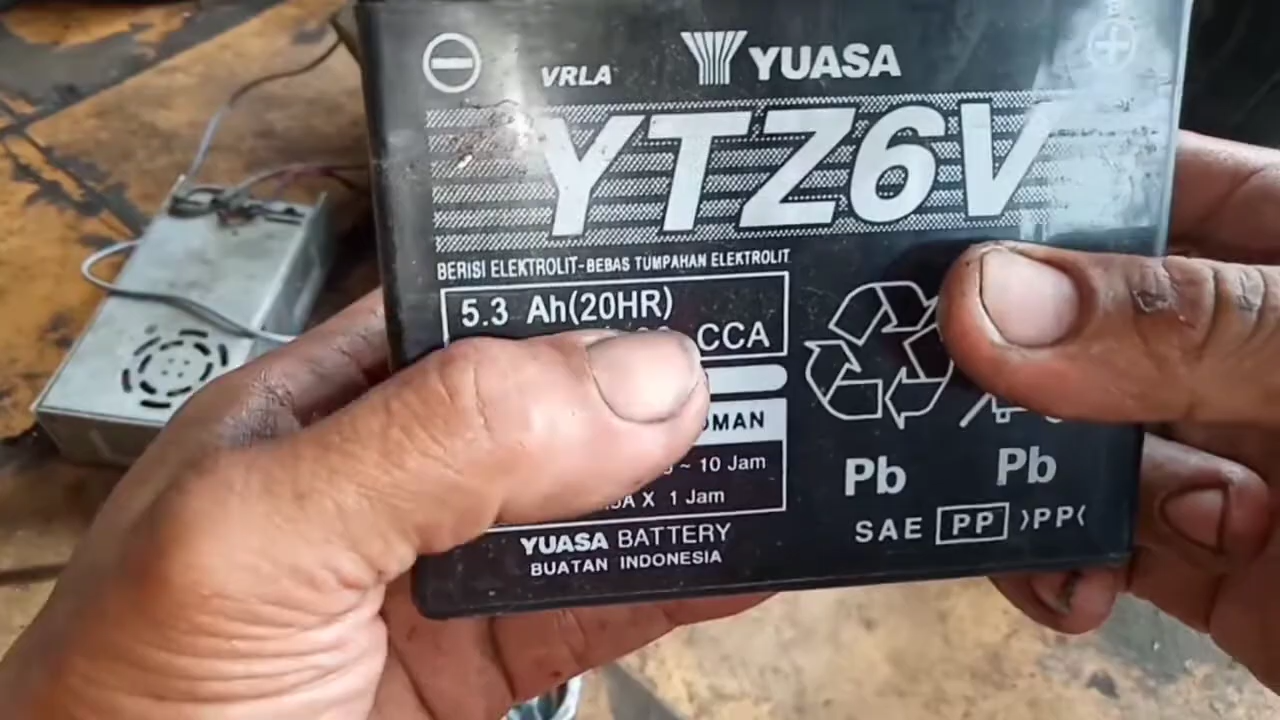 VRLA YUASA
YTZ6V
BERISI ELEKTROLIT-BEBAS TUMPAHAN ELEKTROLIT
5.3 Ah(20HR)
CCA
~ 10 Jam
X 1 Jam
Pb Pb
SAE PP >PP<
YUASA BATTERY
BUATAN INDONESIA